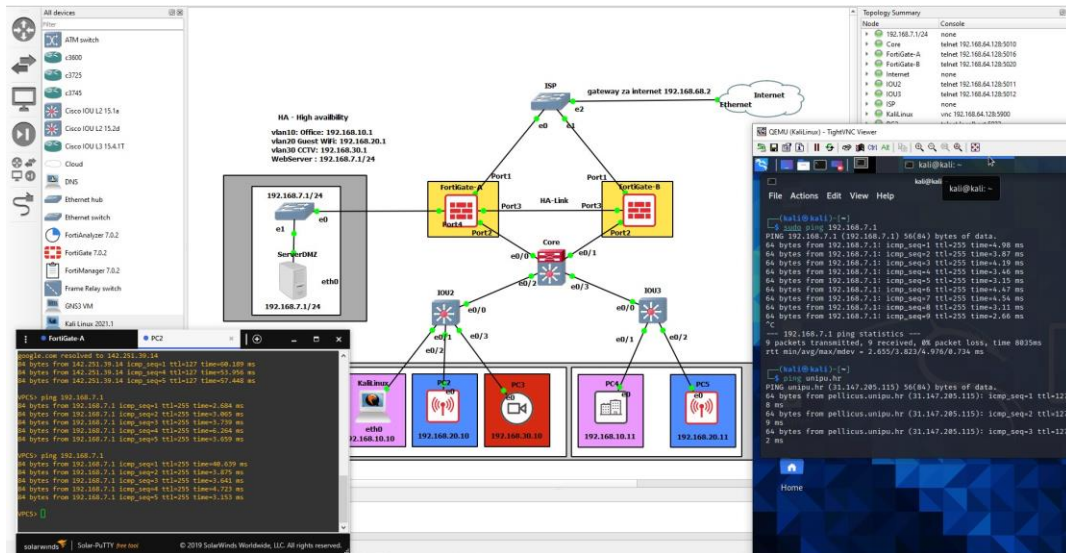 All devices
Filter
ATM switch
c3600
c3725
c3745
Cisco IOU L2 15.1a
Cisco IOU L2 15.2d
Cisco IOU L3 15.4.1T
Cloud
DNS
Ethernet hub
Ethernet switch
FortiAnalyzer 7.0.2
FortiGate 7.0.2
FortiManager 7.0.2
Frame Relay switch
GNS3 VM
Kali Linux 2021.1
HA - High avaibility
vlan10: Office: 192.168.10.1
vlan20 Guest WiFi: 192.168.20.1
vlan30 CCTV: 192.168.30.1
WebServer : 192.168.7.1/24
ISP
e2
e0
e1
gateway za internet 192.168.68.2
Ethernet
Internet
192.168.7.1/24
e0
e1
ServerDMZ
eth0
192.168.7.1/24
Port1
FortiGate-A
Port4
Port3
Port2
HA-Link
Port1
FortiGate-B
Port3
Port2
Core
e0/0
e0/1
e0/2
e0/3
IOU2
e0/0
e0/1
e0/2
e0/3
IOU3
e0/0
e0/1
e0/2
KaliLinux
eth0
192.168.10.10
PC2
e0
192.168.20.10
PC3
e0
192.168.30.10
PC4
e0
192.168.10.11
PC5
e0
192.168.20.11
Topology Summary
Node Console
192.168.7.1/24 none
Core telnet 192.168.64.128:5010
FortiGate-A telnet 192.168.64.128:5016
FortiGate-B telnet 192.168.64.128:5020
Internet none
IOU2 telnet 192.168.64.128:5011
IOU3 telnet 192.168.64.128:5012
ISP none
KaliLinux vnc 192.168.64.128:5900
QEMU (KaliLinux) - TightVNC Viewer
kali@kali: ~
kali@kali
kali@kali: ~
File Actions Edit View Help
(kali㉿kali)-[~]
$ sudo ping 192.168.7.1
PING 192.168.7.1 (192.168.7.1) 56(84) bytes of data.
64 bytes from 192.168.7.1: icmp_seq=1 ttl=255 time=4.98 ms
64 bytes from 192.168.7.1: icmp_seq=2 ttl=255 time=3.87 ms
64 bytes from 192.168.7.1: icmp_seq=3 ttl=255 time=4.19 ms
64 bytes from 192.168.7.1: icmp_seq=4 ttl=255 time=3.46 ms
64 bytes from 192.168.7.1: icmp_seq=5 ttl=255 time=3.15 ms
64 bytes from 192.168.7.1: icmp_seq=6 ttl=255 time=4.47 ms
64 bytes from 192.168.7.1: icmp_seq=7 ttl=255 time=4.54 ms
64 bytes from 192.168.7.1: icmp_seq=8 ttl=255 time=3.11 ms
64 bytes from 192.168.7.1: icmp_seq=9 ttl=255 time=2.66 ms
^C
--- 192.168.7.1 ping statistics ---
9 packets transmitted, 9 received, 0% packet loss, time 8035ms
rtt min/avg/max/mdev = 2.655/3.823/4.976/0.734 ms
(kali㉿kali)-[~]
$ ping unipu.hr
PING unipu.hr (31.147.205.115) 56(84) bytes of data.
64 bytes from pellicus.unipu.hr (31.147.205.115): icmp_seq=1 ttl=127
8 ms
64 bytes from pellicus.unipu.hr (31.147.205.115): icmp_seq=2 ttl=127
9 ms
64 bytes from pellicus.unipu.hr (31.147.205.115): icmp_seq=3 ttl=127
2 ms
Home
FortiGate-A
PC2
google.com resolved to 142.251.39.14
84 bytes from 142.251.39.14 icmp_seq=1 ttl=127 time=60.189 ms
84 bytes from 142.251.39.14 icmp_seq=4 ttl=127 time=53.956 ms
84 bytes from 142.251.39.14 icmp_seq=5 ttl=127 time=57.448 ms
VPCS> ping 192.168.7.1
84 bytes from 192.168.7.1 icmp_seq=1 ttl=255 time=2.684 ms
84 bytes from 192.168.7.1 icmp_seq=2 ttl=255 time=3.065 ms
84 bytes from 192.168.7.1 icmp_seq=3 ttl=255 time=3.739 ms
84 bytes from 192.168.7.1 icmp_seq=4 ttl=255 time=6.264 ms
84 bytes from 192.168.7.1 icmp_seq=5 ttl=255 time=3.659 ms
VPCS> ping 192.168.7.1
84 bytes from 192.168.7.1 icmp_seq=1 ttl=255 time=40.639 ms
84 bytes from 192.168.7.1 icmp_seq=2 ttl=255 time=3.875 ms
84 bytes from 192.168.7.1 icmp_seq=3 ttl=255 time=3.641 ms
84 bytes from 192.168.7.1 icmp_seq=4 ttl=255 time=4.723 ms
84 bytes from 192.168.7.1 icmp_seq=5 ttl=255 time=3.153 ms
VPCS>
solarwinds Solar-PuTTY free tool © 2019 SolarWinds Worldwide, LLC. All rights reserved.